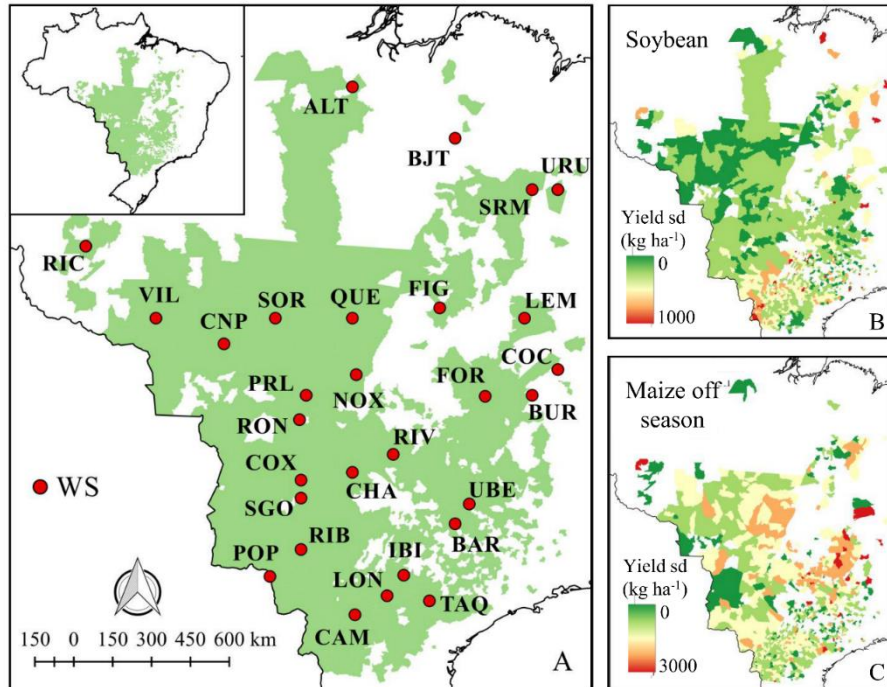 ALT
BJT
URU
SRM
RIC
VIL
SOR
QUE
FIG
LEM
CNP
COC
PRL
NOX
FOR
BUR
RON
RIV
COX
CHA
WS
SGO
UBE
BAR
RIB
POP
IBI
LON
TAQ
CAM
150 0 150 300 450 600 km
A
Soybean
Yield sd
(kg ha⁻¹)
0
1000
B
Maize off⁻¹
season
Yield sd
(kg ha⁻¹)
0
3000
C